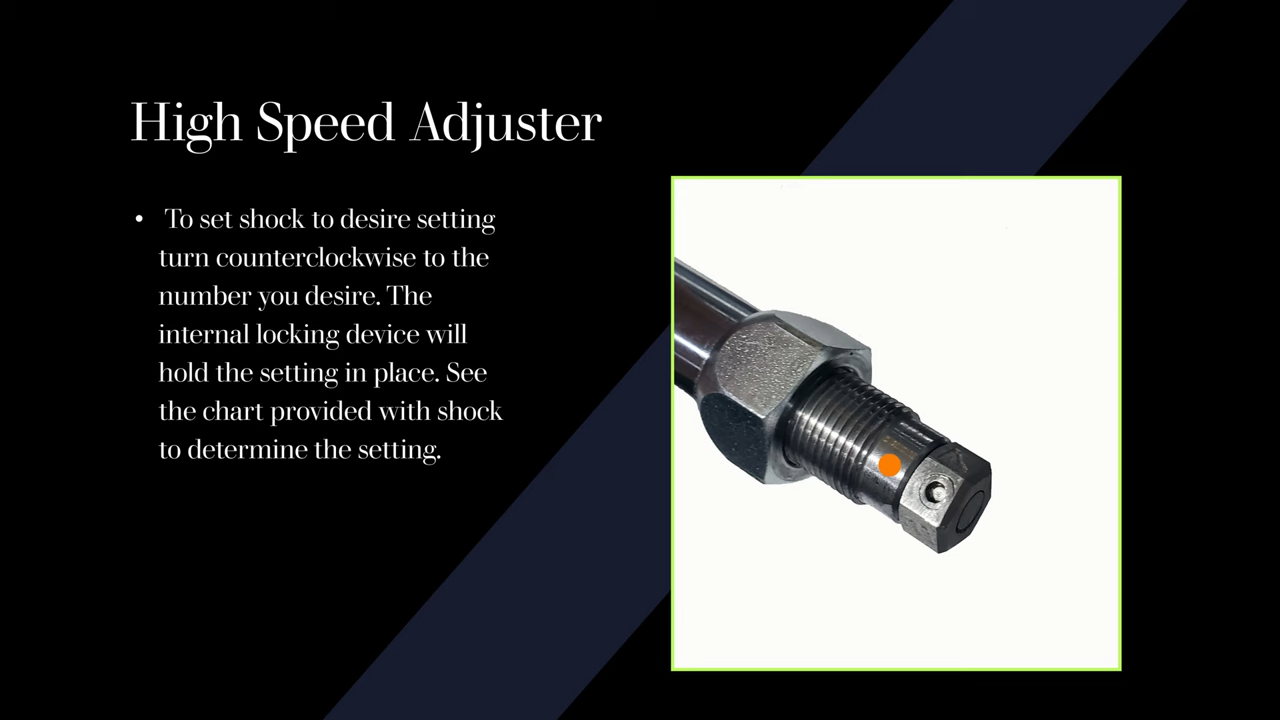 High Speed Adjuster
• To set shock to desire setting
turn counterclockwise to the
number you desire. The
internal locking device will
hold the setting in place. See
the chart provided with shock
to determine the setting.